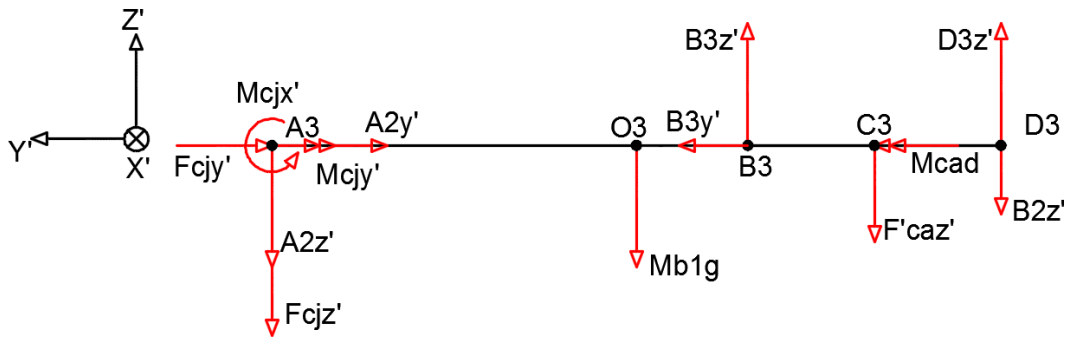 Z'
B3z'
D3z'
Mcjx'
A3
A2y'
O3
B3y'
C3
D3
Y'
X'
Fcjy'
Mcjy'
B3
Mcad
B2z'
A2z'
F'caz'
Mb1g
Fcjz'